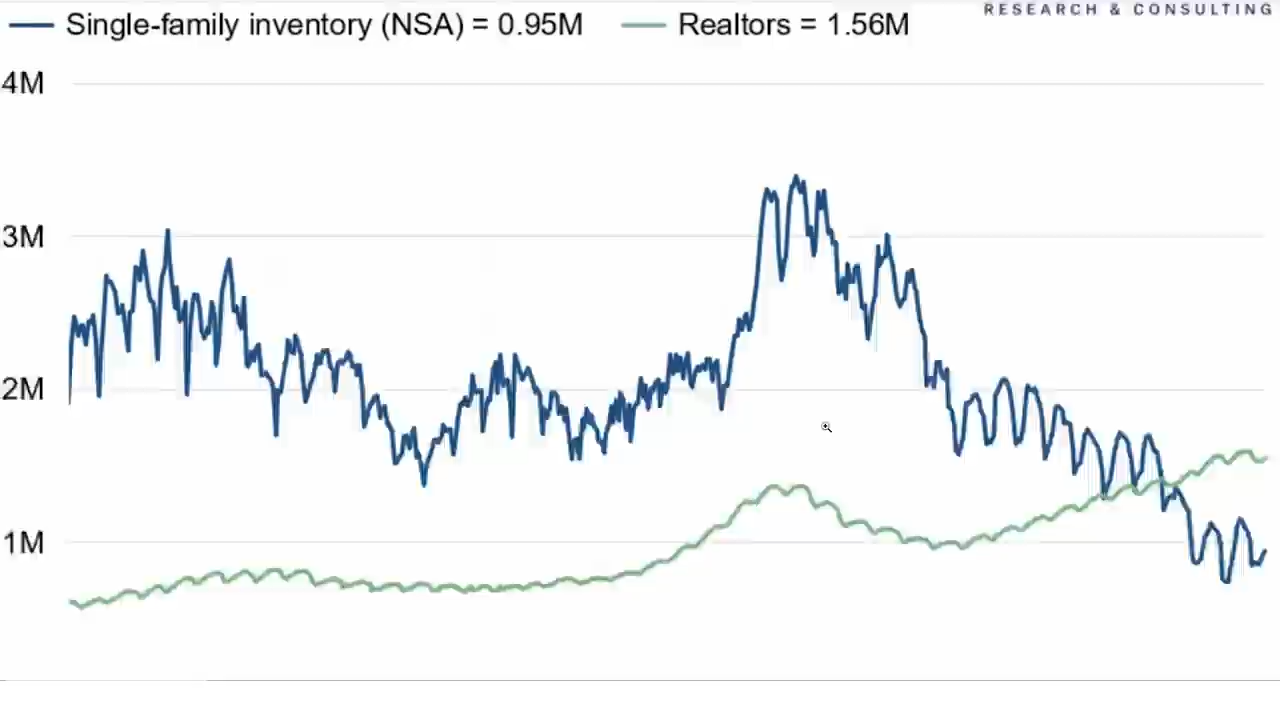 RESEARCH & CONSULTING
Single-family inventory (NSA) = 0.95M Realtors = 1.56M
4M
3M
2M
1M